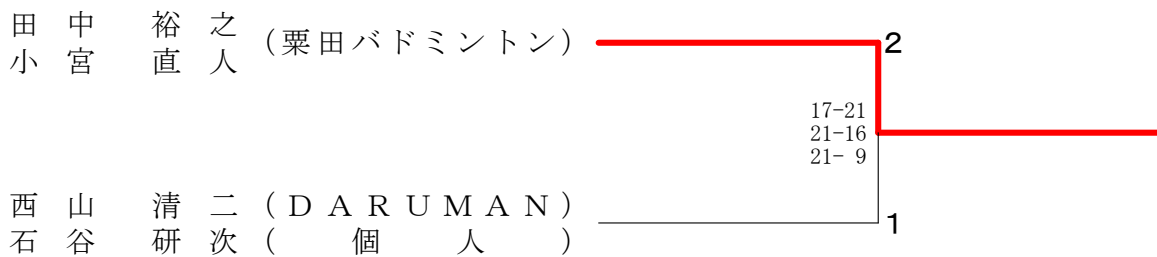 田中　裕之
小宮　直人
(粟田バドミントン)
2
17-21
21-16
21- 9
西山　清二(DARUMAN)
石谷　研次(個人)
1